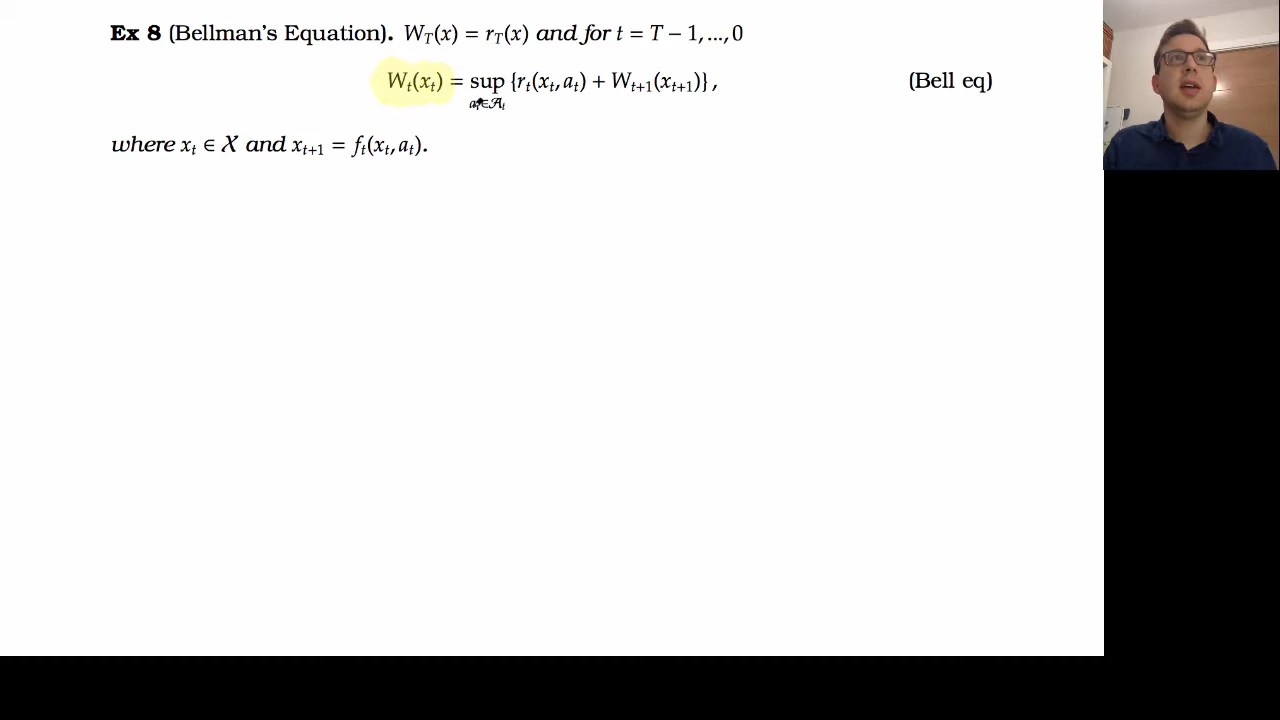 Ex 8 (Bellman's Equation). W_T(x) = r_T(x) and for t = T − 1, ..., 0
W_t(x_t) = sup_{a_t∈𝒜_t} {r_t(x_t, a_t) + W_{t+1}(x_{t+1})} , (Bell eq)
where x_t ∈ 𝒳 and x_{t+1} = f_t(x_t, a_t).